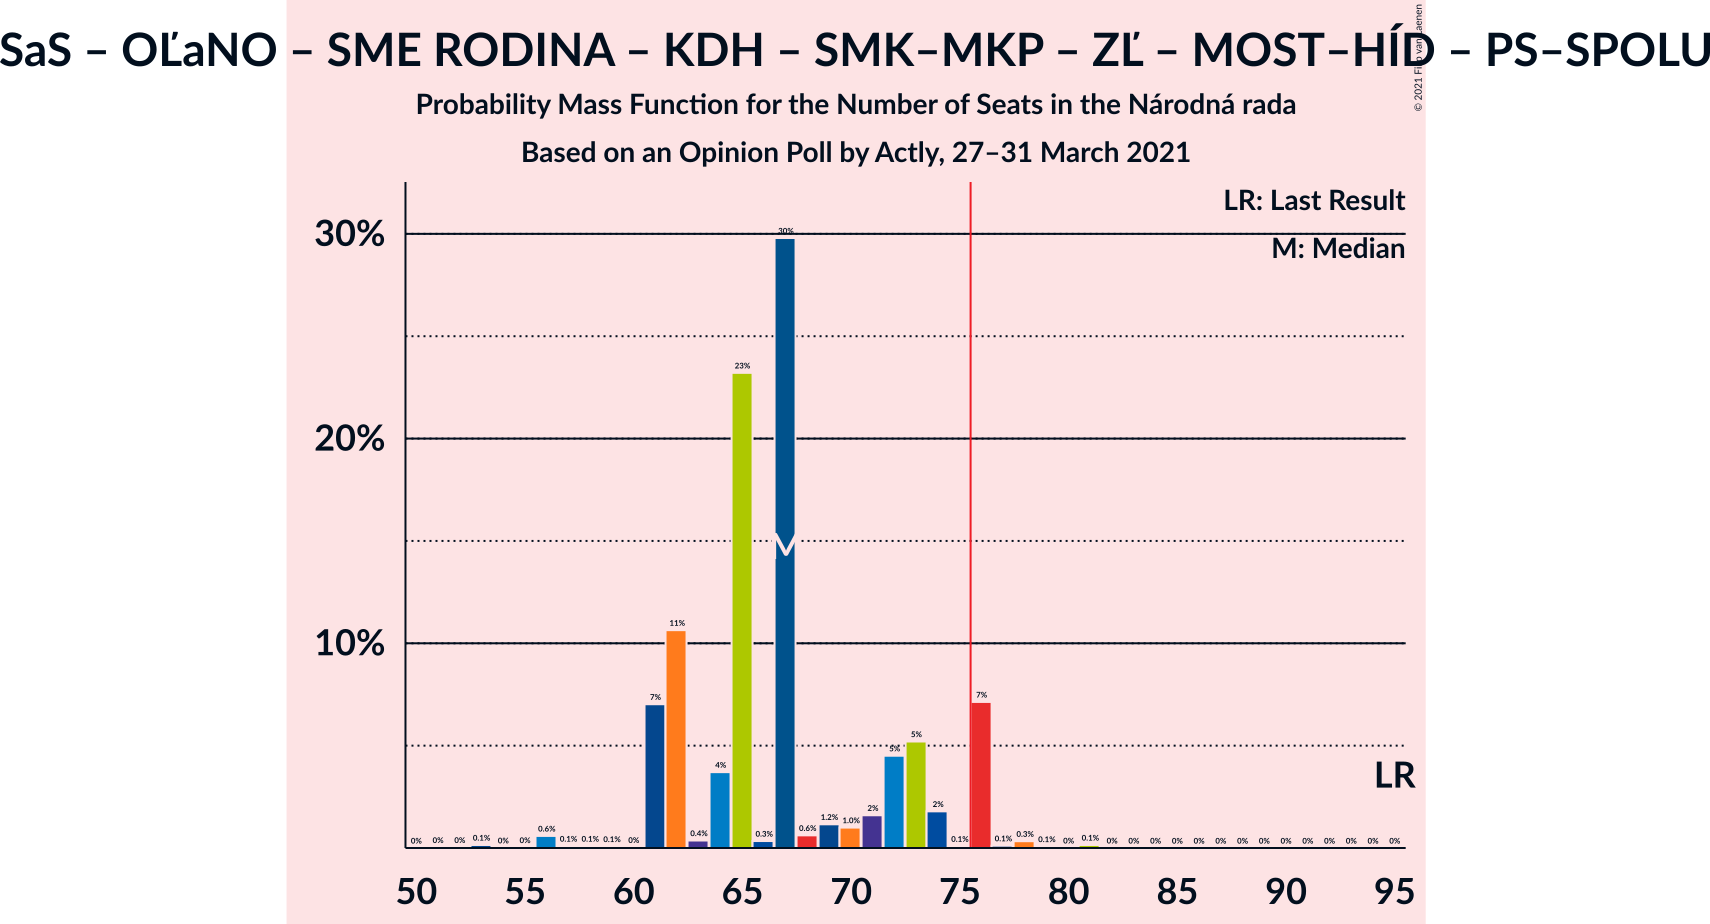 SaS – OĽaNO – SME RODINA – KDH – SMK–MKP – ZĽ – MOST–HÍD – PS–SPOLU
Probability Mass Function for the Number of Seats in the Národná rada
Based on an Opinion Poll by Actly, 27–31 March 2021
© 2021 Filip van Laenen
LR: Last Result
M: Median
30%
20%
10%
0% 0% 0% 0.1% 0% 0% 0.6% 0.1% 0.1% 0.1% 0% 7% 11% 0.4% 4% 23% 0.3% 30% 0.6% 1.2% 1.0% 2% 5% 5% 2% 0.1% 7% 0.1% 0.3% 0.1% 0% 0.1% 0% 0% 0% 0% 0% 0% 0% 0% 0% 0% 0% 0% 0% 0%
M
LR
50 55 60 65 70 75 80 85 90 95